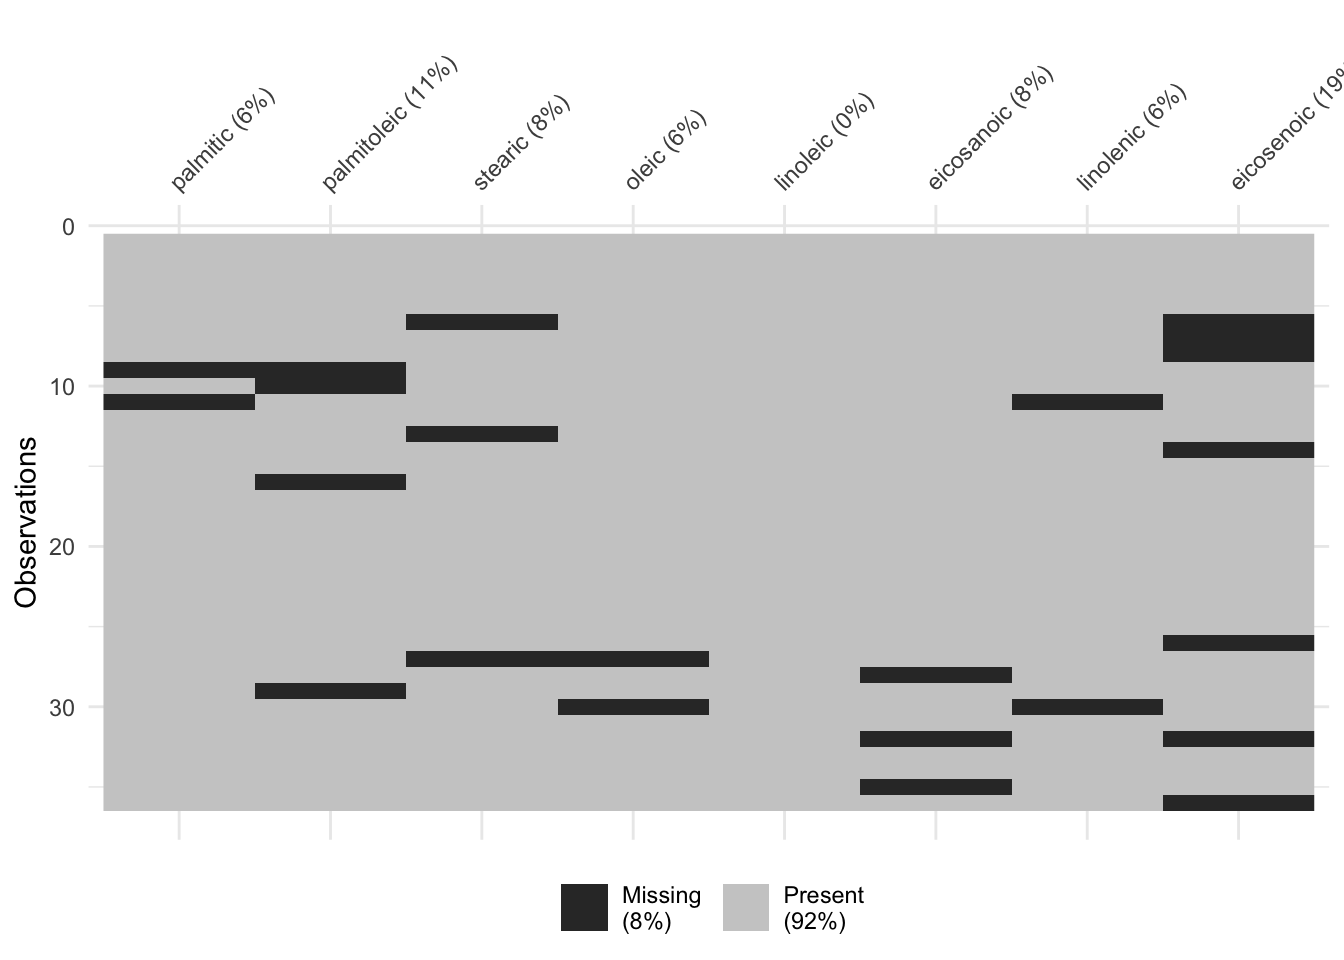 palmitic (6%)
palmitoleic (11%)
stearic (8%)
oleic (6%)
linoleic (0%)
eicosanoic (8%)
linolenic (6%)
eicosenoic (19%
0
10
20
30
Observations
Missing
(8%)
Present
(92%)